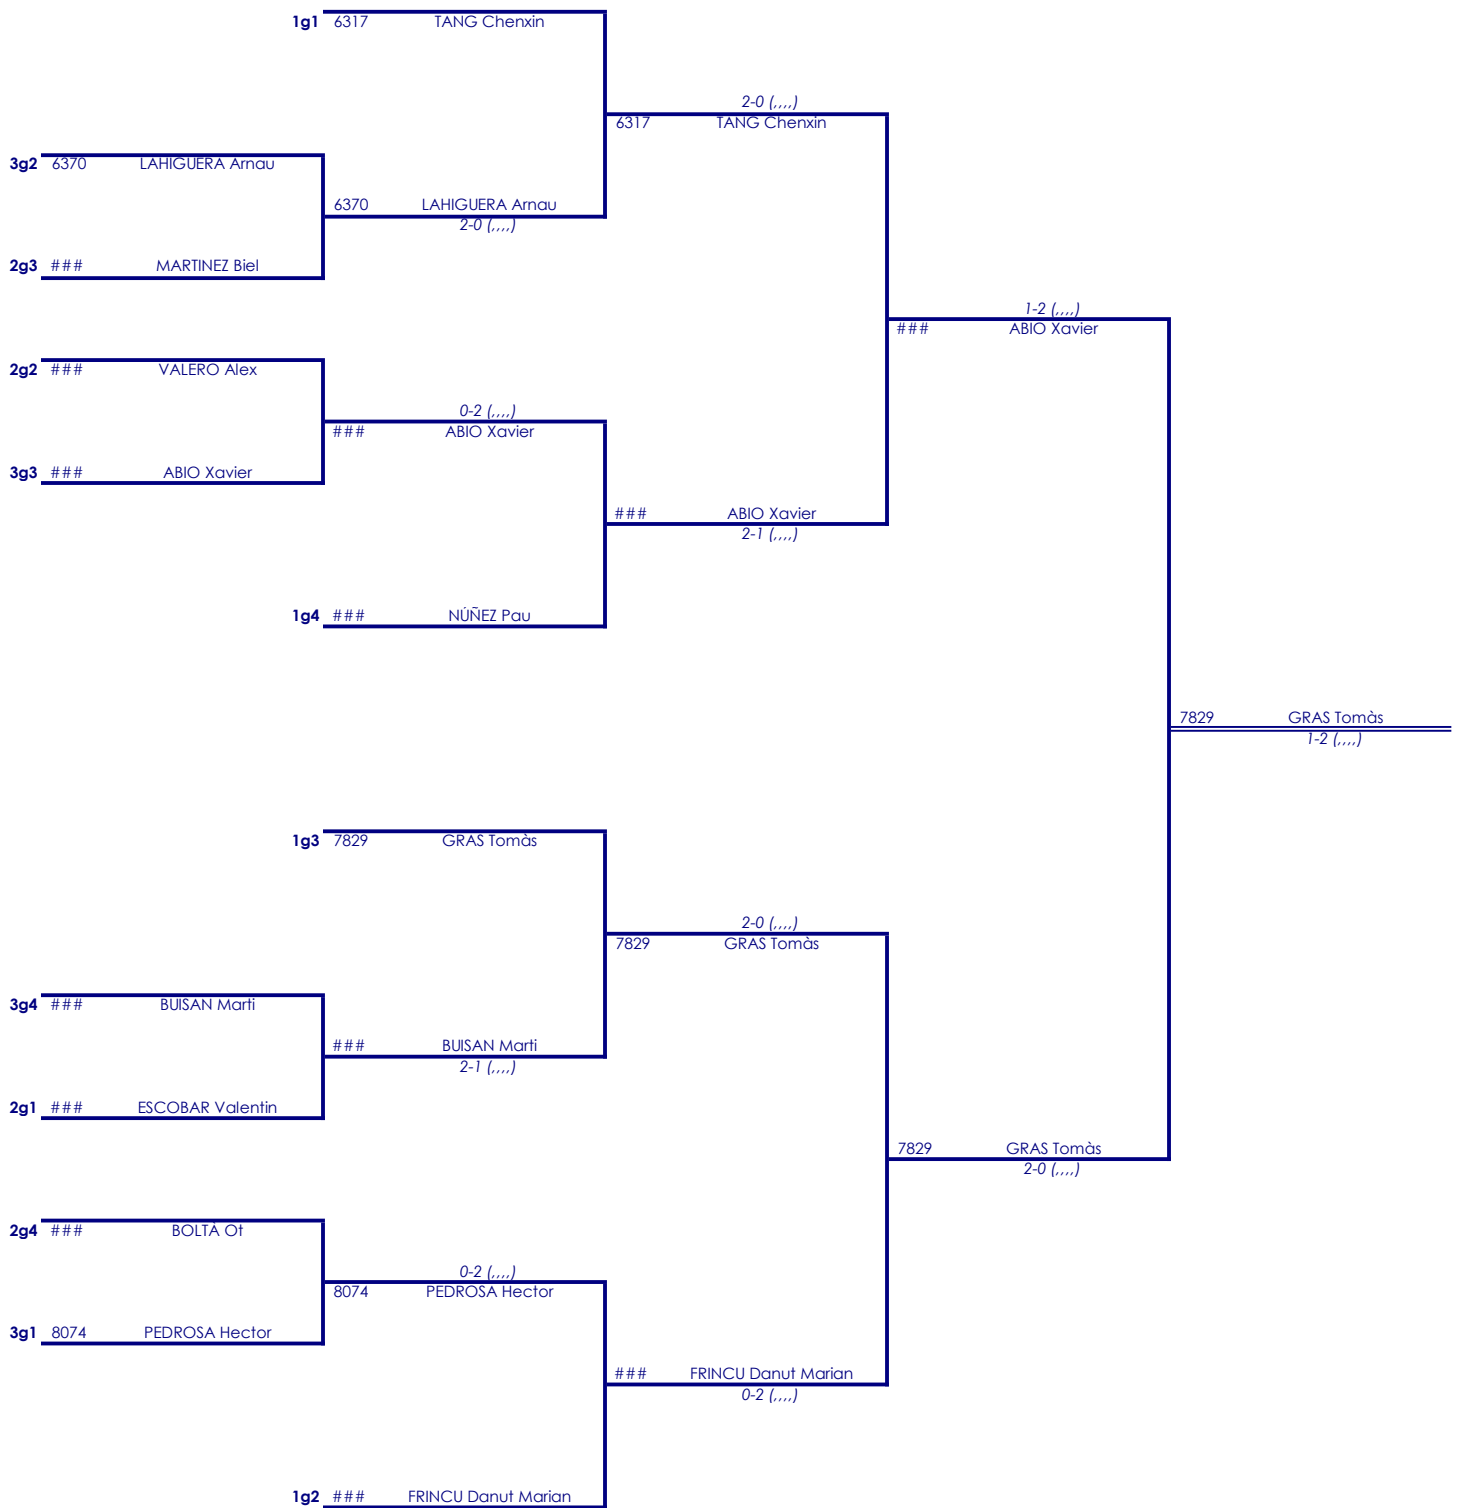 1g1 6317 TANG Chenxin
2-0 (,,,,)
6317 TANG Chenxin
3g2 6370 LAHIGUERA Arnau
6370 LAHIGUERA Arnau
2-0 (,,,,)
2g3 ### MARTINEZ Biel
1-2 (,,,,)
### ABIO Xavier
2g2 ### VALERO Alex
0-2 (,,,,)
### ABIO Xavier
3g3 ### ABIO Xavier
### ABIO Xavier
2-1 (,,,,)
1g4 ### NÚÑEZ Pau
7829 GRAS Tomàs
1-2 (,,,,)
1g3 7829 GRAS Tomàs
2-0 (,,,,)
7829 GRAS Tomàs
3g4 ### BUISAN Marti
### BUISAN Marti
2-1 (,,,,)
2g1 ### ESCOBAR Valentin
7829 GRAS Tomàs
2-0 (,,,,)
2g4 ### BOLTÀ Ot
0-2 (,,,,)
8074 PEDROSA Hector
3g1 8074 PEDROSA Hector
### FRINCU Danut Marian
0-2 (,,,,)
1g2 ### FRINCU Danut Marian